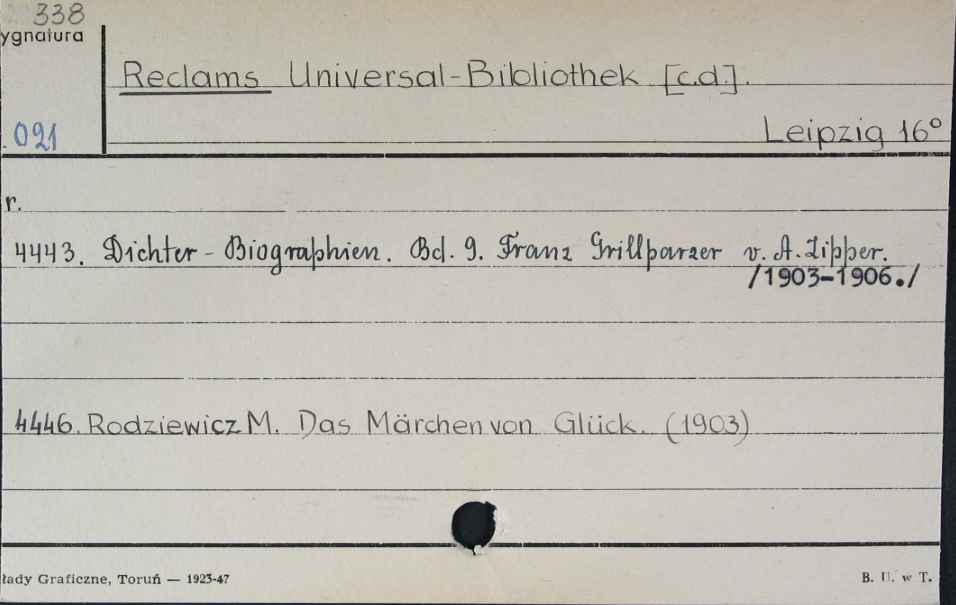 338
ygnatura
Reclams Universal-Bibliothek [c.d.].
. 021
Leipzig 16°
r.
4443. Dichter - Biographien. Bd. 9. Franz Grillparzer v. A. Lipper.
/1903-1906./
4446. Rodziewicz M. Das Märchen von Glück. (1903)
łady Graficzne, Toruń — 1923-47
B. U. w T.